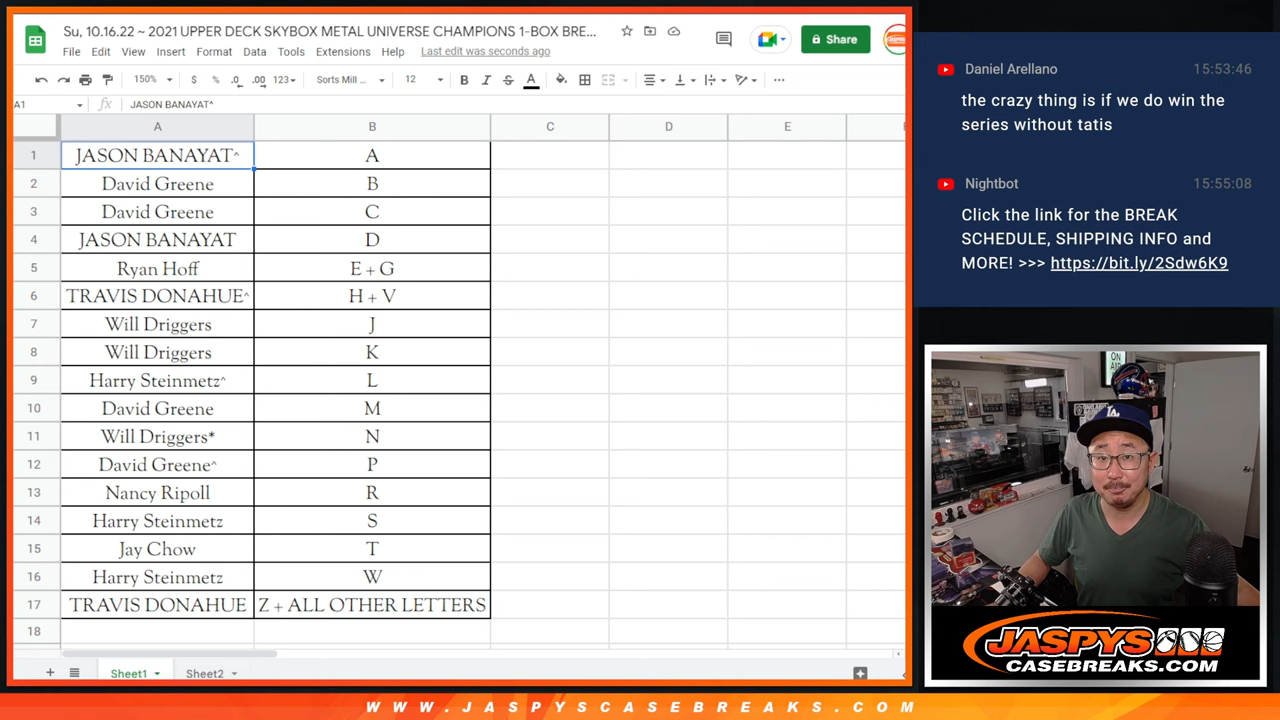 Su, 10.16.22 ~ 2021 UPPER DECK SKYBOX METAL UNIVERSE CHAMPIONS 1-BOX BRE...
File Edit View Insert Format Data Tools Extensions Help Last edit was seconds ago
Share
150% $ % .0 .00 123 Sorts Mill ... 12 B I S A
A1 fx JASON BANAYAT^
A B C D E
1 JASON BANAYAT^ A
2 David Greene B
3 David Greene C
4 JASON BANAYAT D
5 Ryan Hoff E + G
6 TRAVIS DONAHUE^ H + V
7 Will Driggers J
8 Will Driggers K
9 Harry Steinmetz^ L
10 David Greene M
11 Will Driggers* N
12 David Greene^ P
13 Nancy Ripoll R
14 Harry Steinmetz S
15 Jay Chow T
16 Harry Steinmetz W
17 TRAVIS DONAHUE Z + ALL OTHER LETTERS
18
Sheet1 Sheet2
Daniel Arellano 15:53:46
the crazy thing is if we do win the
series without tatis
Nightbot 15:55:08
Click the link for the BREAK
SCHEDULE, SHIPPING INFO and
MORE! >>> https://bit.ly/2Sdw6K9
ON
AIR
LA
JASPYS
CASEBREAKS.COM
WWW.JASPYSCASEBREAKS.COM